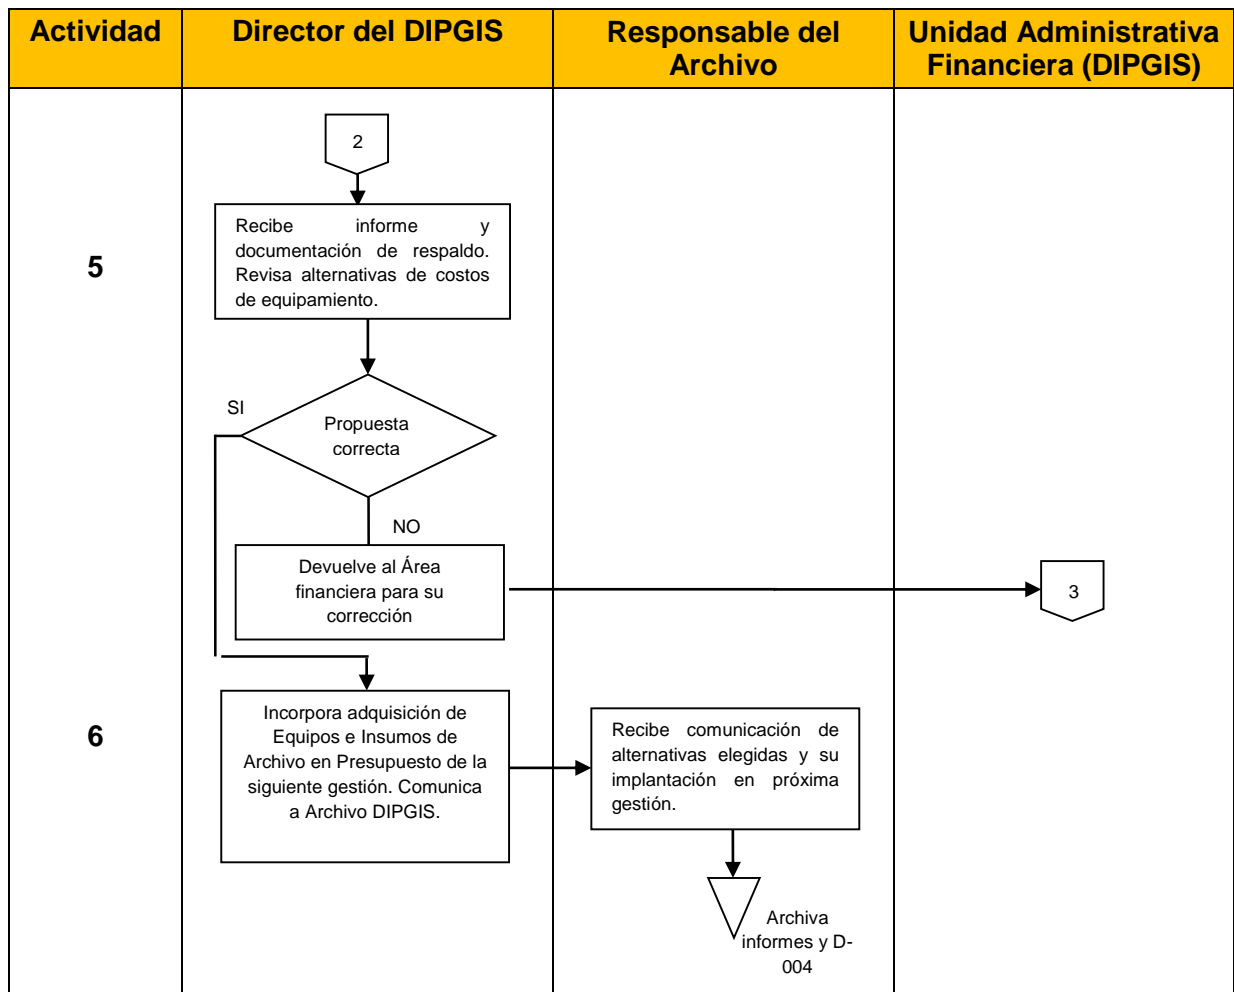 Actividad
Director del DIPGIS
Responsable del
Archivo
Unidad Administrativa
Financiera (DIPGIS)
2
5
Recibe informe y
documentación de respaldo.
Revisa alternativas de costos
de equipamiento.
SI
Propuesta
correcta
NO
Devuelve al Área
financiera para su
corrección
3
6
Incorpora adquisición de
Equipos e Insumos de
Archivo en Presupuesto de la
siguiente gestión. Comunica
a Archivo DIPGIS.
Recibe comunicación de
alternativas elegidas y su
implantación en próxima
gestión.
Archiva
informes y D-
004